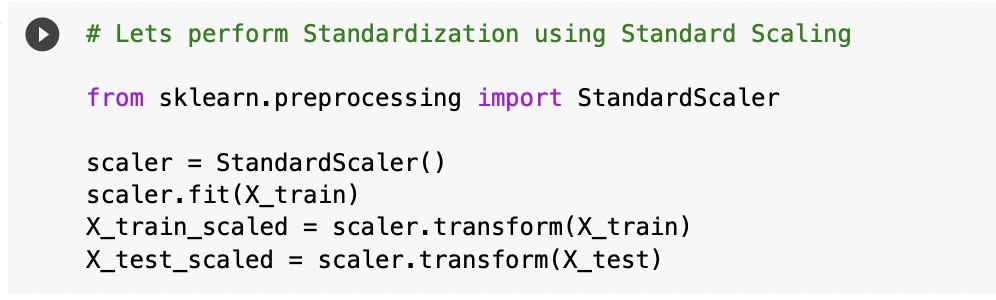 # Lets perform Standardization using Standard Scaling
from sklearn.preprocessing import StandardScaler
scaler = StandardScaler()
scaler.fit(X_train)
X_train_scaled = scaler.transform(X_train)
X_test_scaled = scaler.transform(X_test)